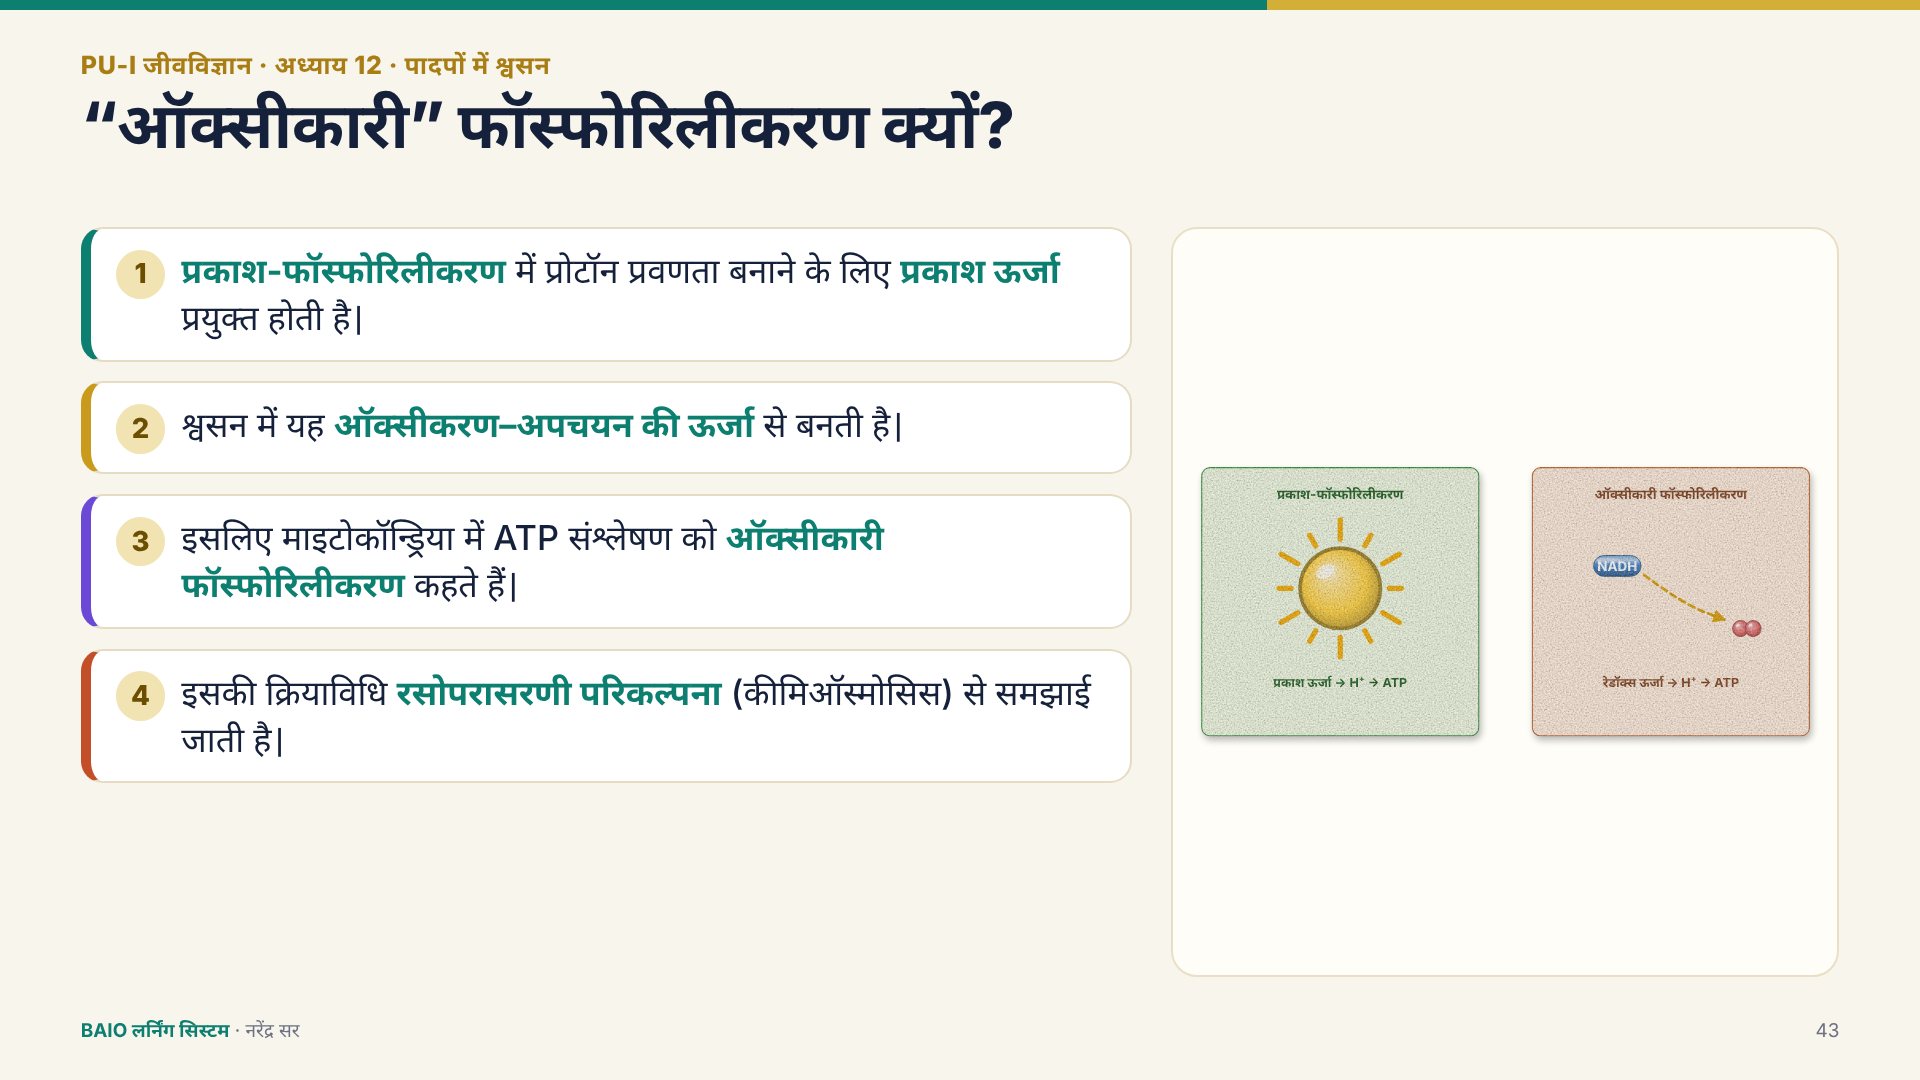 PU-I जीवविज्ञान · अध्याय 12 · पादपों में श्वसन
“ऑक्सीकारी” फॉस्फोरिलीकरण क्यों?
1 प्रकाश-फॉस्फोरिलीकरण में प्रोटॉन प्रवणता बनाने के लिए प्रकाश ऊर्जा
प्रयुक्त होती है|
2 श्वसन में यह ऑक्सीकरण–अपचयन की ऊर्जा से बनती है|
3 इसलिए माइटोकॉन्ड्रिया में ATP संश्लेषण को ऑक्सीकारी
फॉस्फोरिलीकरण कहते हैं|
4 इसकी क्रियाविधि रसोपरासरणी परिकल्पना (कीमिऑस्मोसिस) से समझाई
जाती है|
प्रकाश-फॉस्फोरिलीकरण
प्रकाश ऊर्जा → H⁺ → ATP
ऑक्सीकारी फॉस्फोरिलीकरण
NADH
रेडॉक्स ऊर्जा → H⁺ → ATP
BAIO लर्निंग सिस्टम · नरेंद्र सर
43